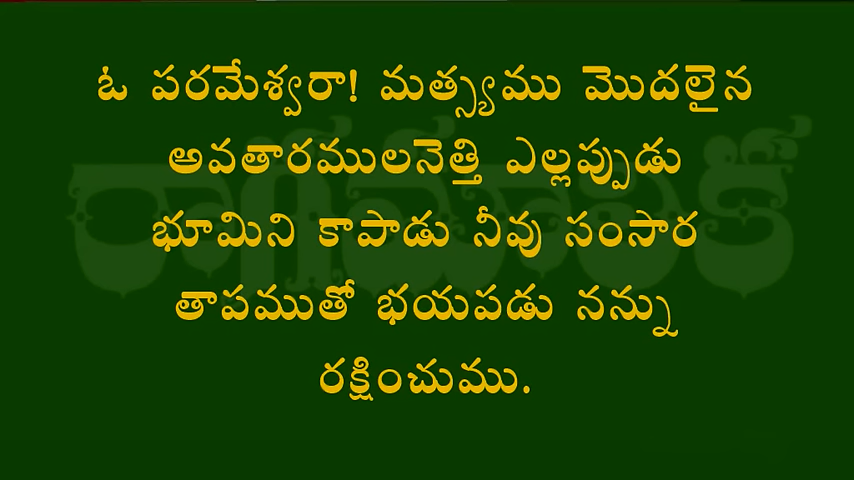 ఓ పరమేశ్వరా! మత్స్యము మొదలైన
అవతారములనెత్తి ఎల్లప్పుడు
భూమిని కాపాడు నీవు సంసార
తాపముతో భయపడు నన్ను
రక్షించుము.